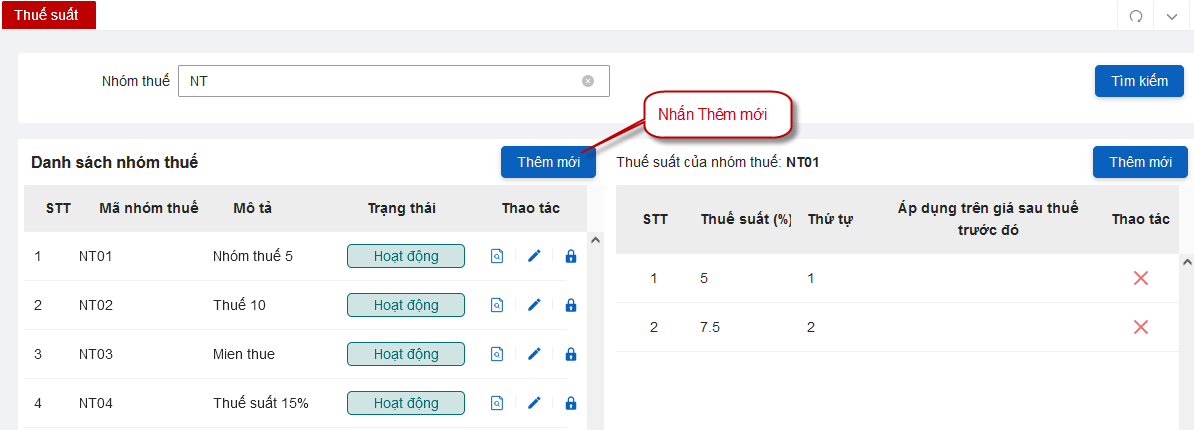 Thuế suất
Nhóm thuế NT Tìm kiếm
Nhấn Thêm mới
Danh sách nhóm thuế Thêm mới
STT Mã nhóm thuế Mô tả Trạng thái Thao tác
1 NT01 Nhóm thuế 5 Hoạt động
2 NT02 Thuế 10 Hoạt động
3 NT03 Mien thue Hoạt động
4 NT04 Thuế suất 15% Hoạt động
Thuế suất của nhóm thuế: NT01 Thêm mới
STT Thuế suất (%) Thứ tự Áp dụng trên giá sau thuế
trước đó Thao tác
1 5 1
2 7.5 2